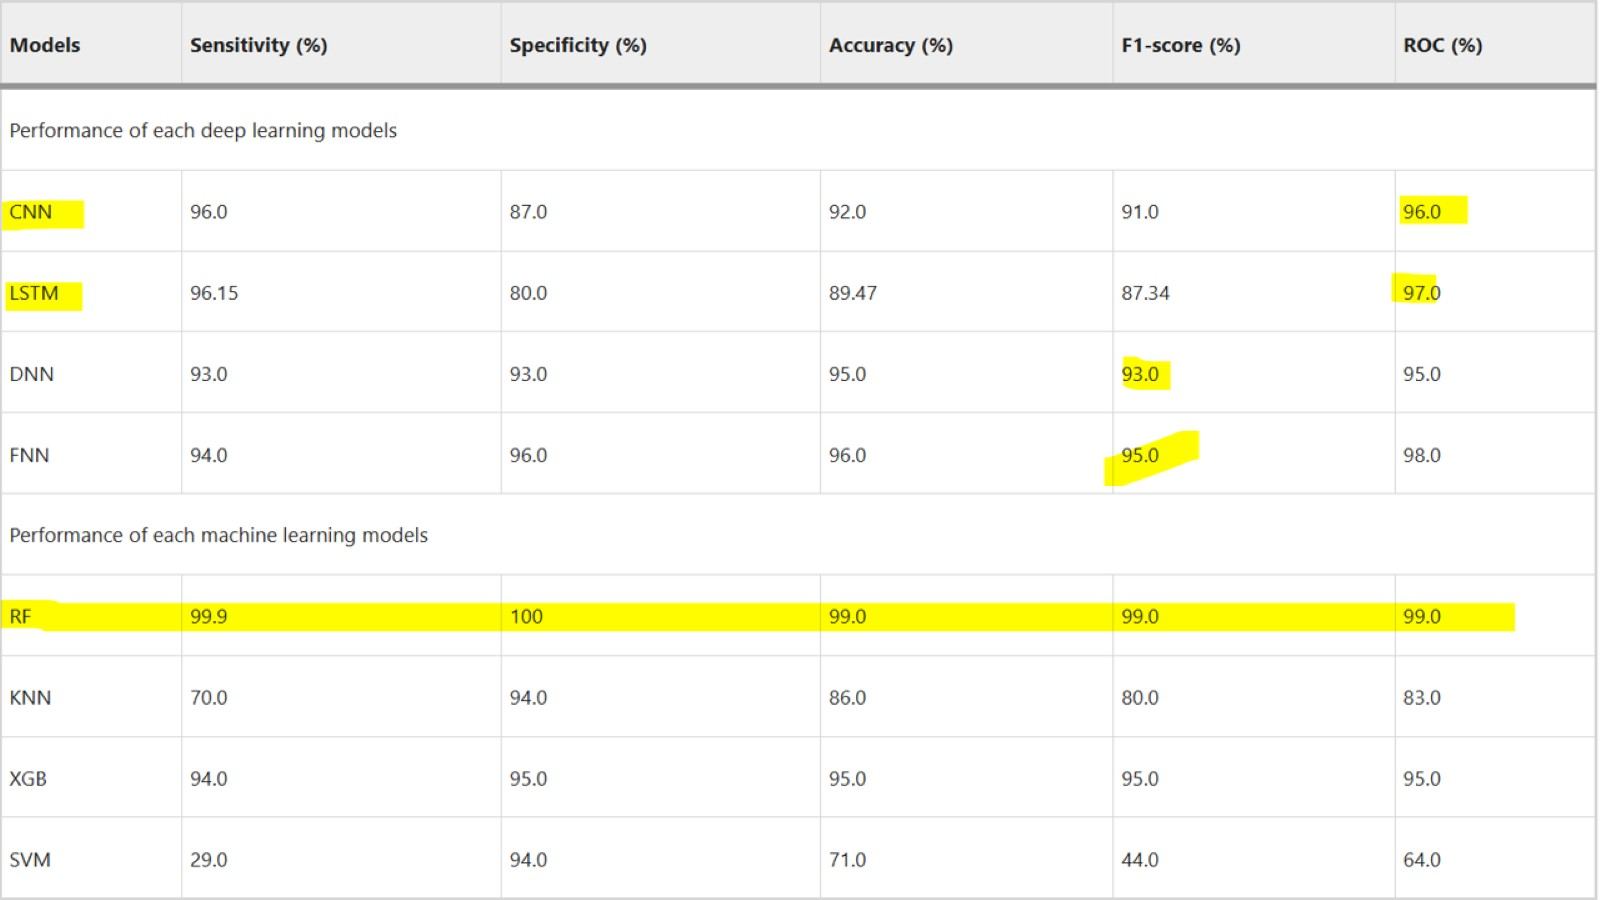 Models Sensitivity (%) Specificity (%) Accuracy (%) F1-score (%) ROC (%)
Performance of each deep learning models
CNN 96.0 87.0 92.0 91.0 96.0
LSTM 96.15 80.0 89.47 87.34 97.0
DNN 93.0 93.0 95.0 93.0 95.0
FNN 94.0 96.0 96.0 95.0 98.0
Performance of each machine learning models
RF 99.9 100 99.0 99.0 99.0
KNN 70.0 94.0 86.0 80.0 83.0
XGB 94.0 95.0 95.0 95.0 95.0
SVM 29.0 94.0 71.0 44.0 64.0